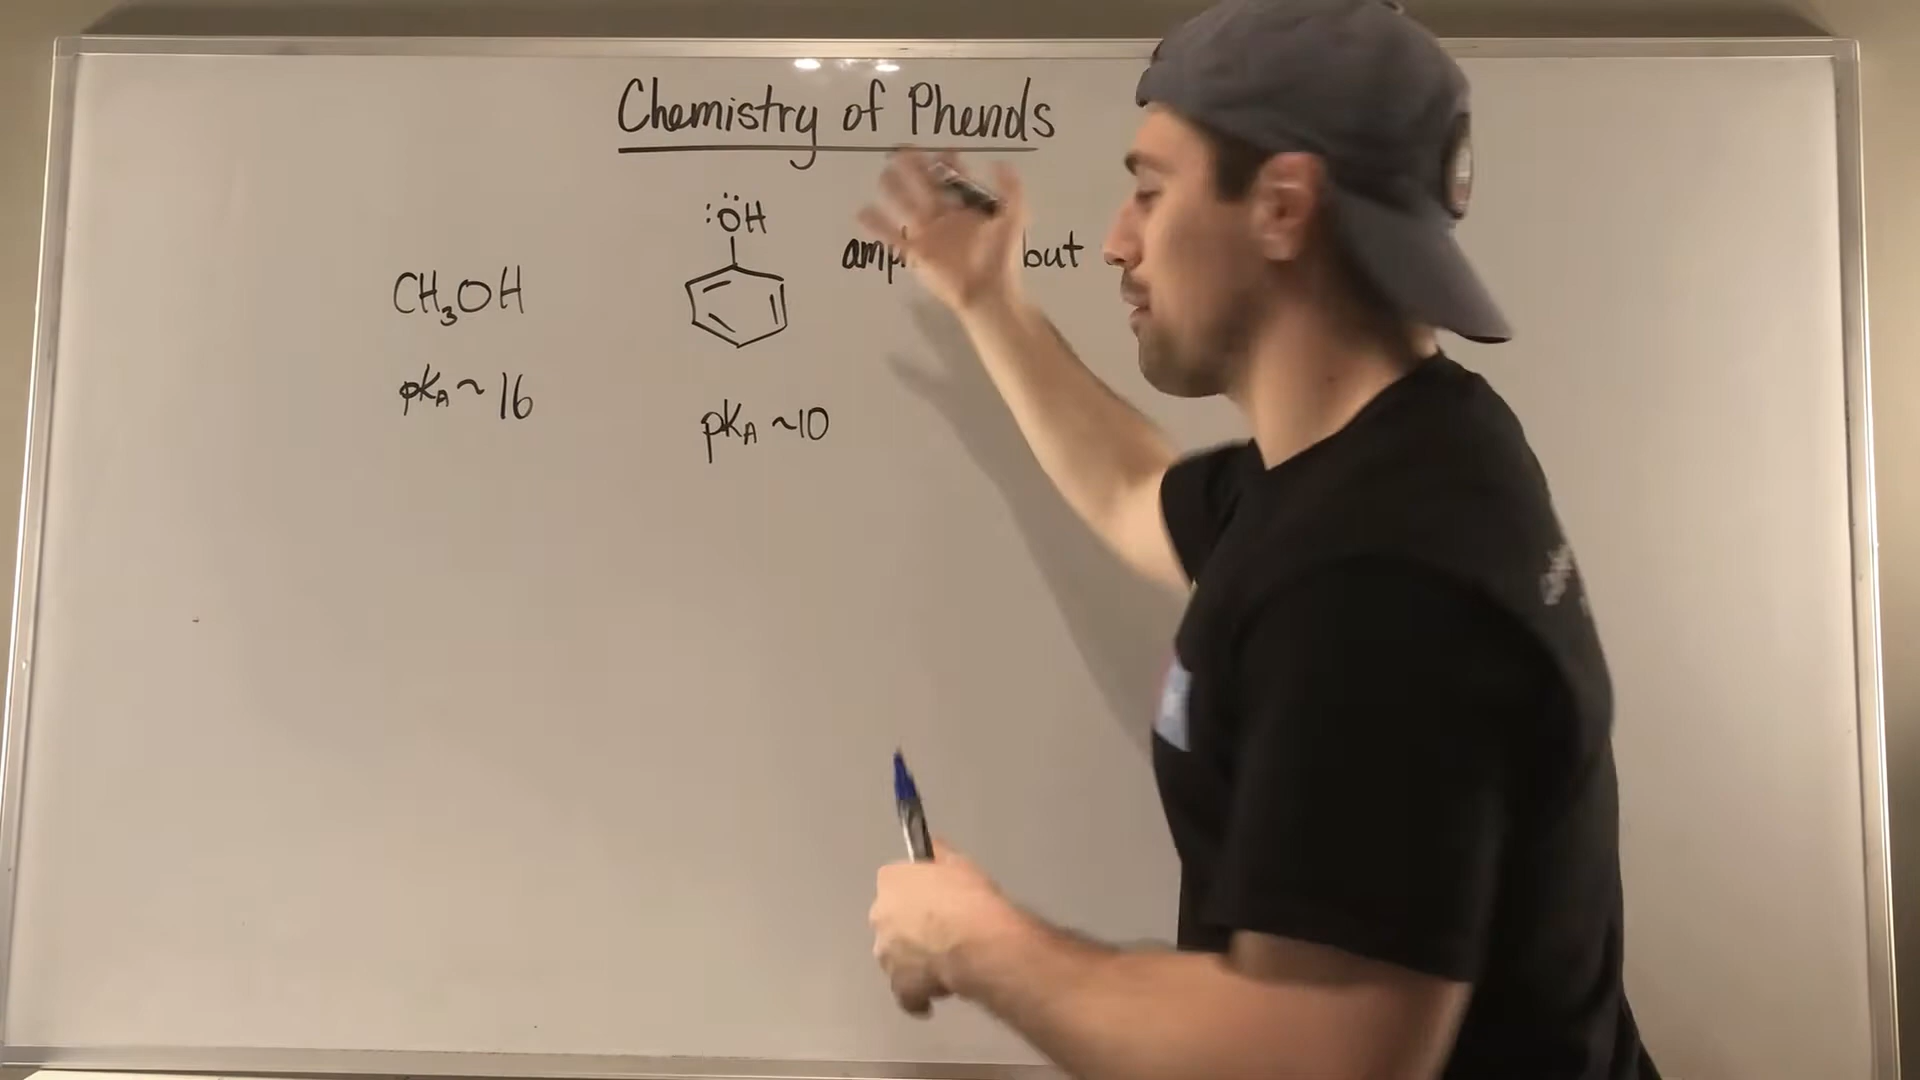 Chemistry of Phenols
:ÖH
but
CH₃OH
pKA ~ 16
pKA ~10